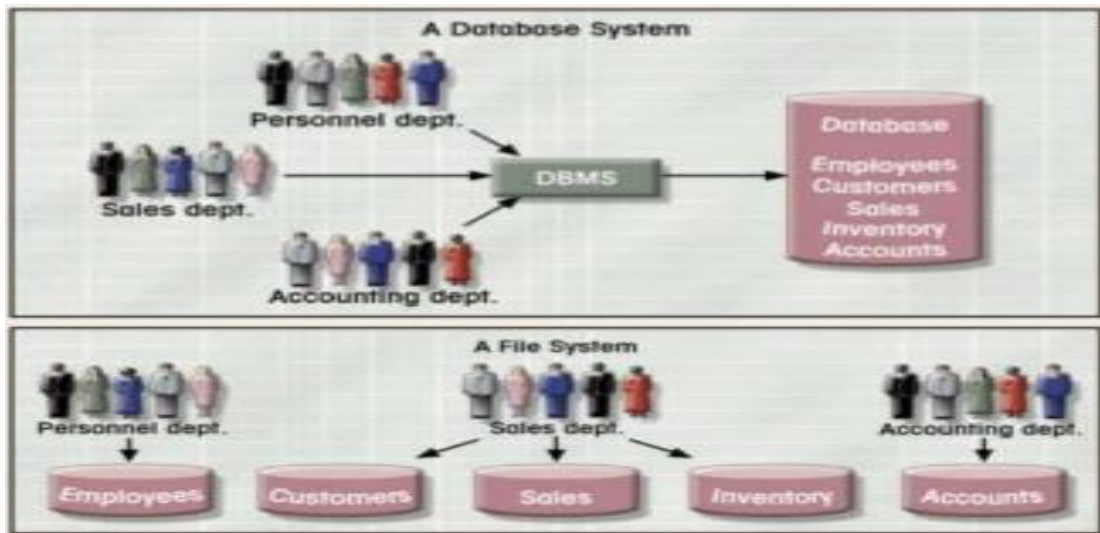 A Database System
Personnel dept.
Sales dept.
Accounting dept.
DBMS
Database
Employees
Customers
Sales
Inventory
Accounts
A File System
Personnel dept.
Sales dept.
Accounting dept.
Employees
Customers
Sales
Inventory
Accounts